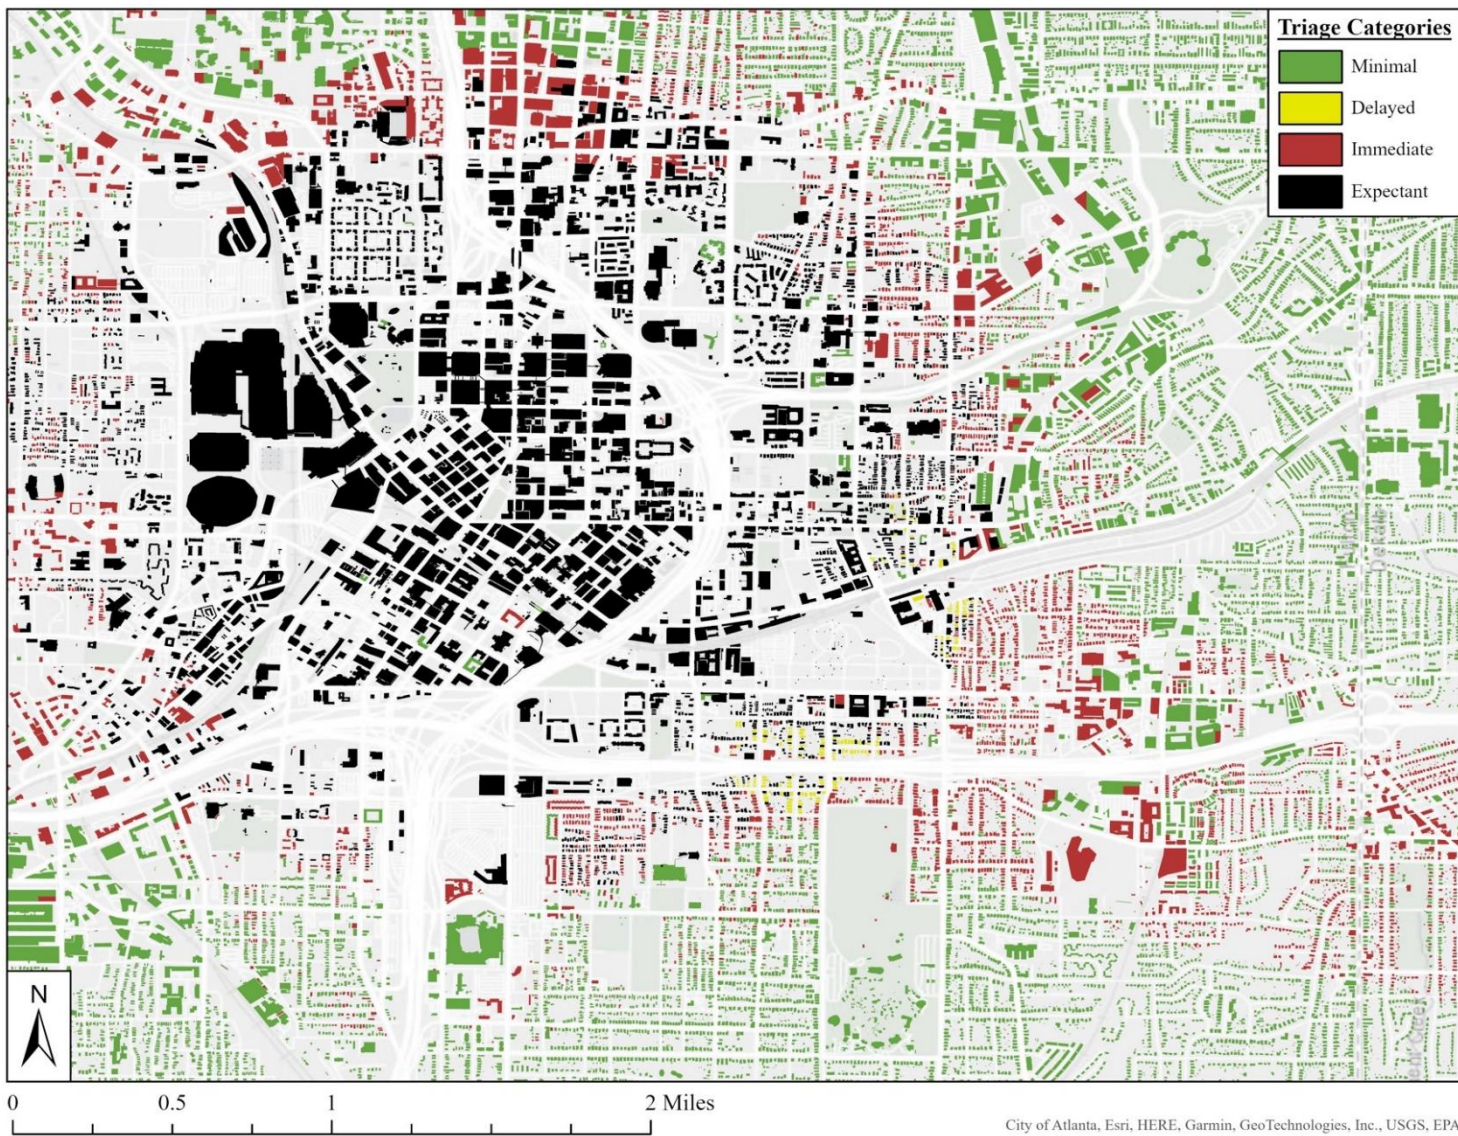 Triage Categories
Minimal
Delayed
Immediate
Expectant
N
0 0.5 1 2 Miles
City of Atlanta, Esri, HERE, Garmin, GeoTechnologies, Inc., USGS, EPA